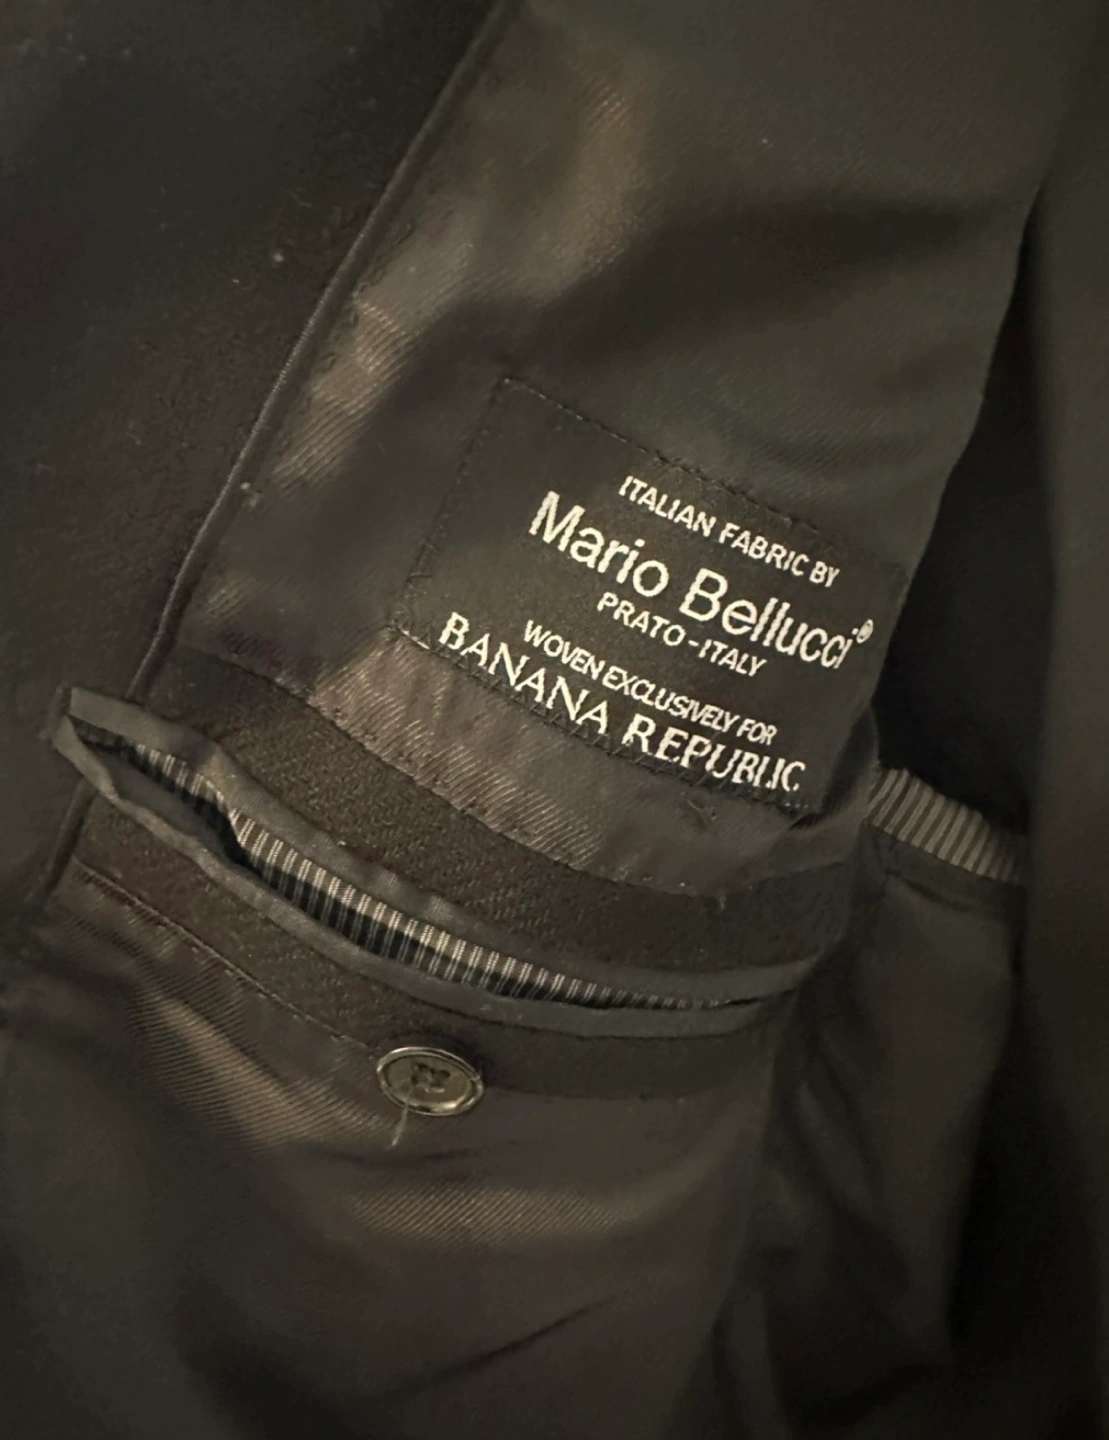 ITALIAN FABRIC BY
Mario Bellucci®
PRATO-ITALY
WOVEN EXCLUSIVELY FOR
BANANA REPUBLIC